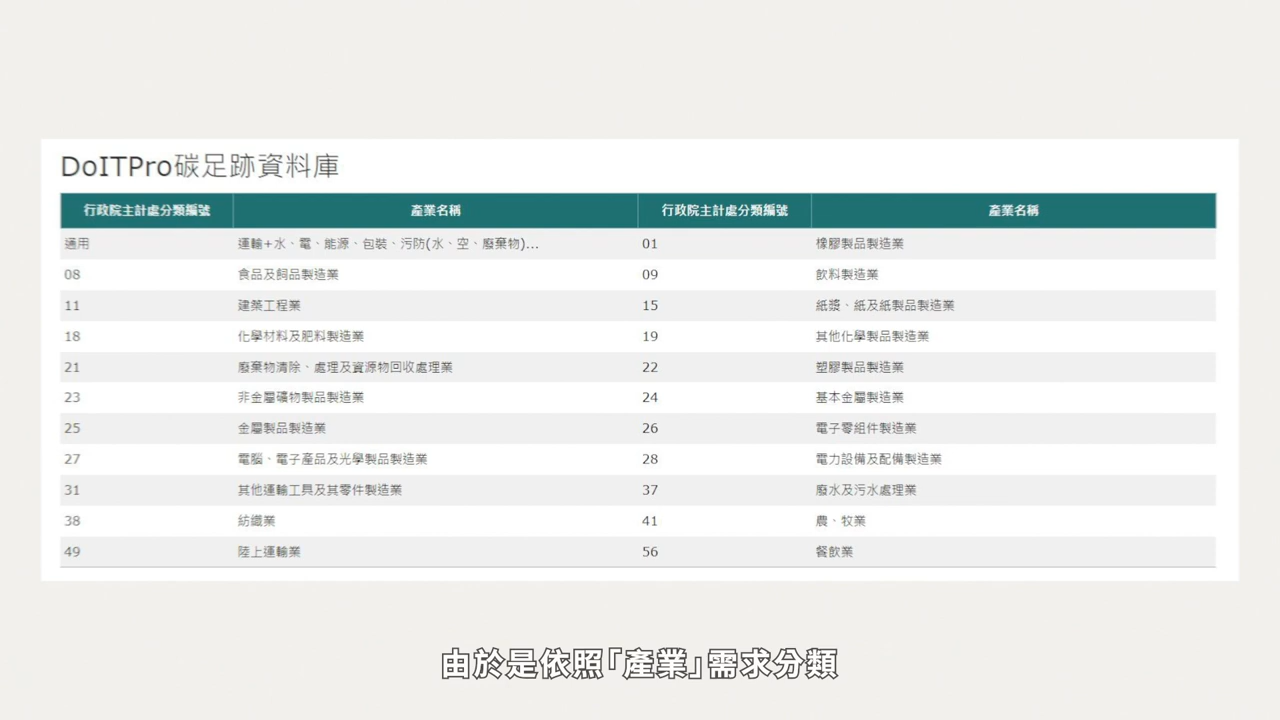 DoITPro碳足跡資料庫
行政院主計處分類編號 產業名稱 行政院主計處分類編號 產業名稱
通用 運輸+水、電、能源、包裝、污防(水、空、廢棄物)... 01 橡膠製品製造業
08 食品及飼品製造業 09 飲料製造業
11 建築工程業 15 紙漿、紙及紙製品製造業
18 化學材料及肥料製造業 19 其他化學製品製造業
21 廢棄物清除、處理及資源物回收處理業 22 塑膠製品製造業
23 非金屬礦物製品製造業 24 基本金屬製造業
25 金屬製品製造業 26 電子零組件製造業
27 電腦、電子產品及光學製品製造業 28 電力設備及配備製造業
31 其他運輸工具及其零件製造業 37 廢水及污水處理業
38 紡織業 41 農、牧業
49 陸上運輸業 56 餐飲業
由於是依照「產業」需求分類